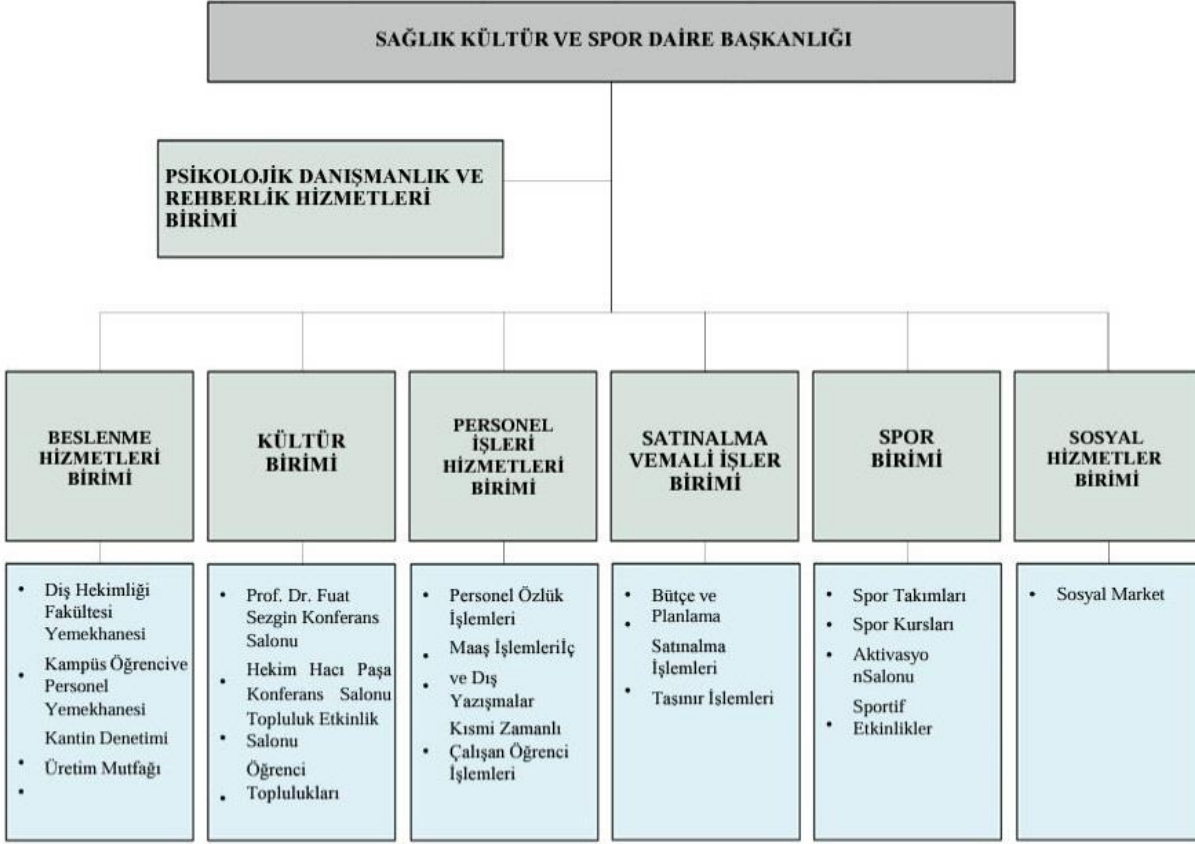 SAĞLIK KÜLTÜR VE SPOR DAİRE BAŞKANLIĞI
PSİKOLOJİK DANIŞMANLIK VE
REHBERLİK HİZMETLERİ
BİRİMİ
BESLENME
HİZMETLERİ
BİRİMİ
• Diş Hekimliği
Fakültesi
Yemekhanesi
• Kampüs Öğrencive
Personel
Yemekhanesi
Kantin Denetimi
• Üretim Mutfağı
•
KÜLTÜR
BİRİMİ
• Prof. Dr. Fuat
Sezgin Konferans
Salonu
• Hekim Hacı Paşa
Konferans Salonu
Topluluk Etkinlik
• Salonu
Öğrenci
• Toplulukları
PERSONEL
İŞLERİ
HİZMETLERİ
BİRİMİ
• Personel Özlük
İşlemleri
• Maaş İşlemleriİç
• ve Dış
Yazışmalar
Kısmi Zamanlı
• Çalışan Öğrenci
İşlemleri
SATINALMA
VEMALİ İŞLER
BİRİMİ
• Bütçe ve
• Planlama
Satınalma
İşlemleri
• Taşınır İşlemleri
SPOR
BİRİMİ
• Spor Takımları
• Spor Kursları
• Aktivasyo
nSalonu
Sportif
• Etkinlikler
SOSYAL
HİZMETLER
BİRİMİ
• Sosyal Market